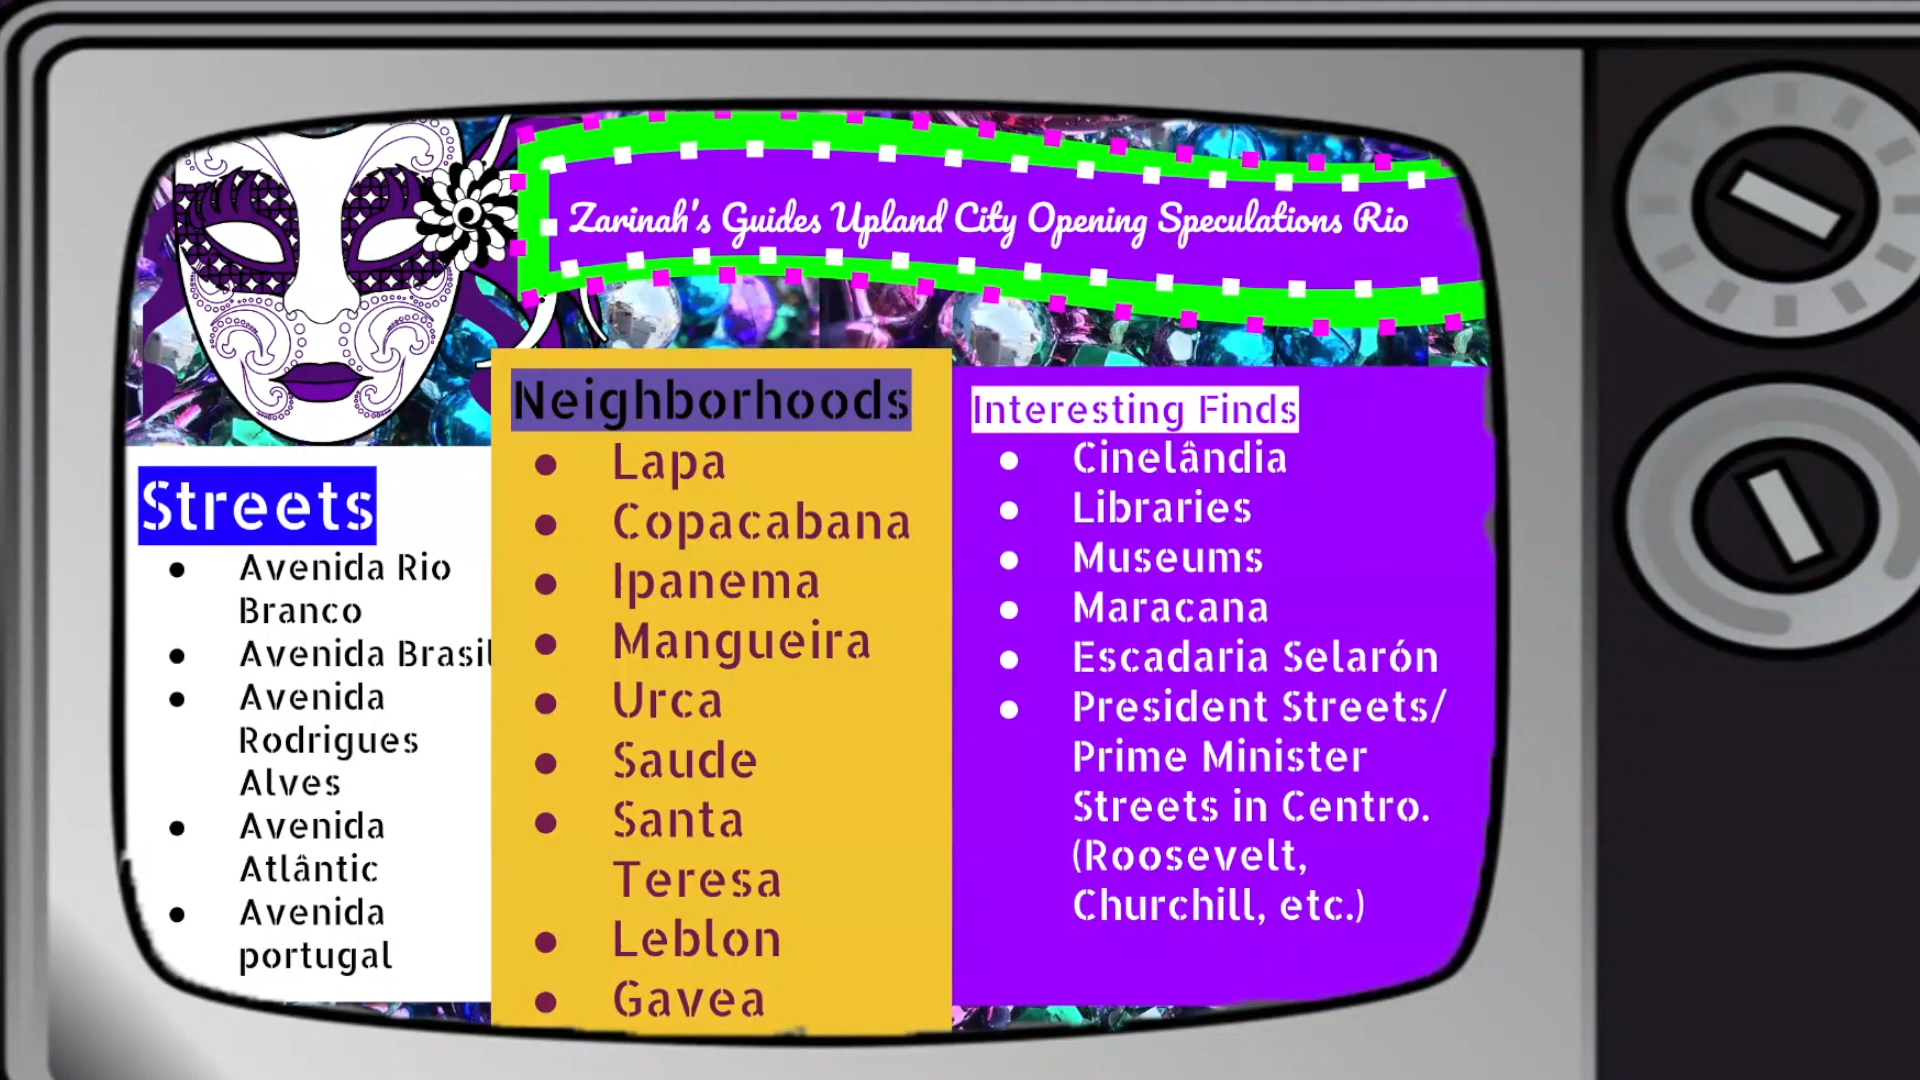 Zarinah's Guides Upland City Opening Speculations Rio
Streets
Avenida Rio
Branco
Avenida Brasil
Avenida
Rodrigues
Alves
Avenida
Atlântic
Avenida
portugal
Neighborhoods
Lapa
Copacabana
Ipanema
Mangueira
Urca
Saude
Santa
Teresa
Leblon
Gavea
Interesting Finds
Cinelândia
Libraries
Museums
Maracana
Escadaria Selarón
President Streets/
Prime Minister
Streets in Centro.
(Roosevelt,
Churchill, etc.)